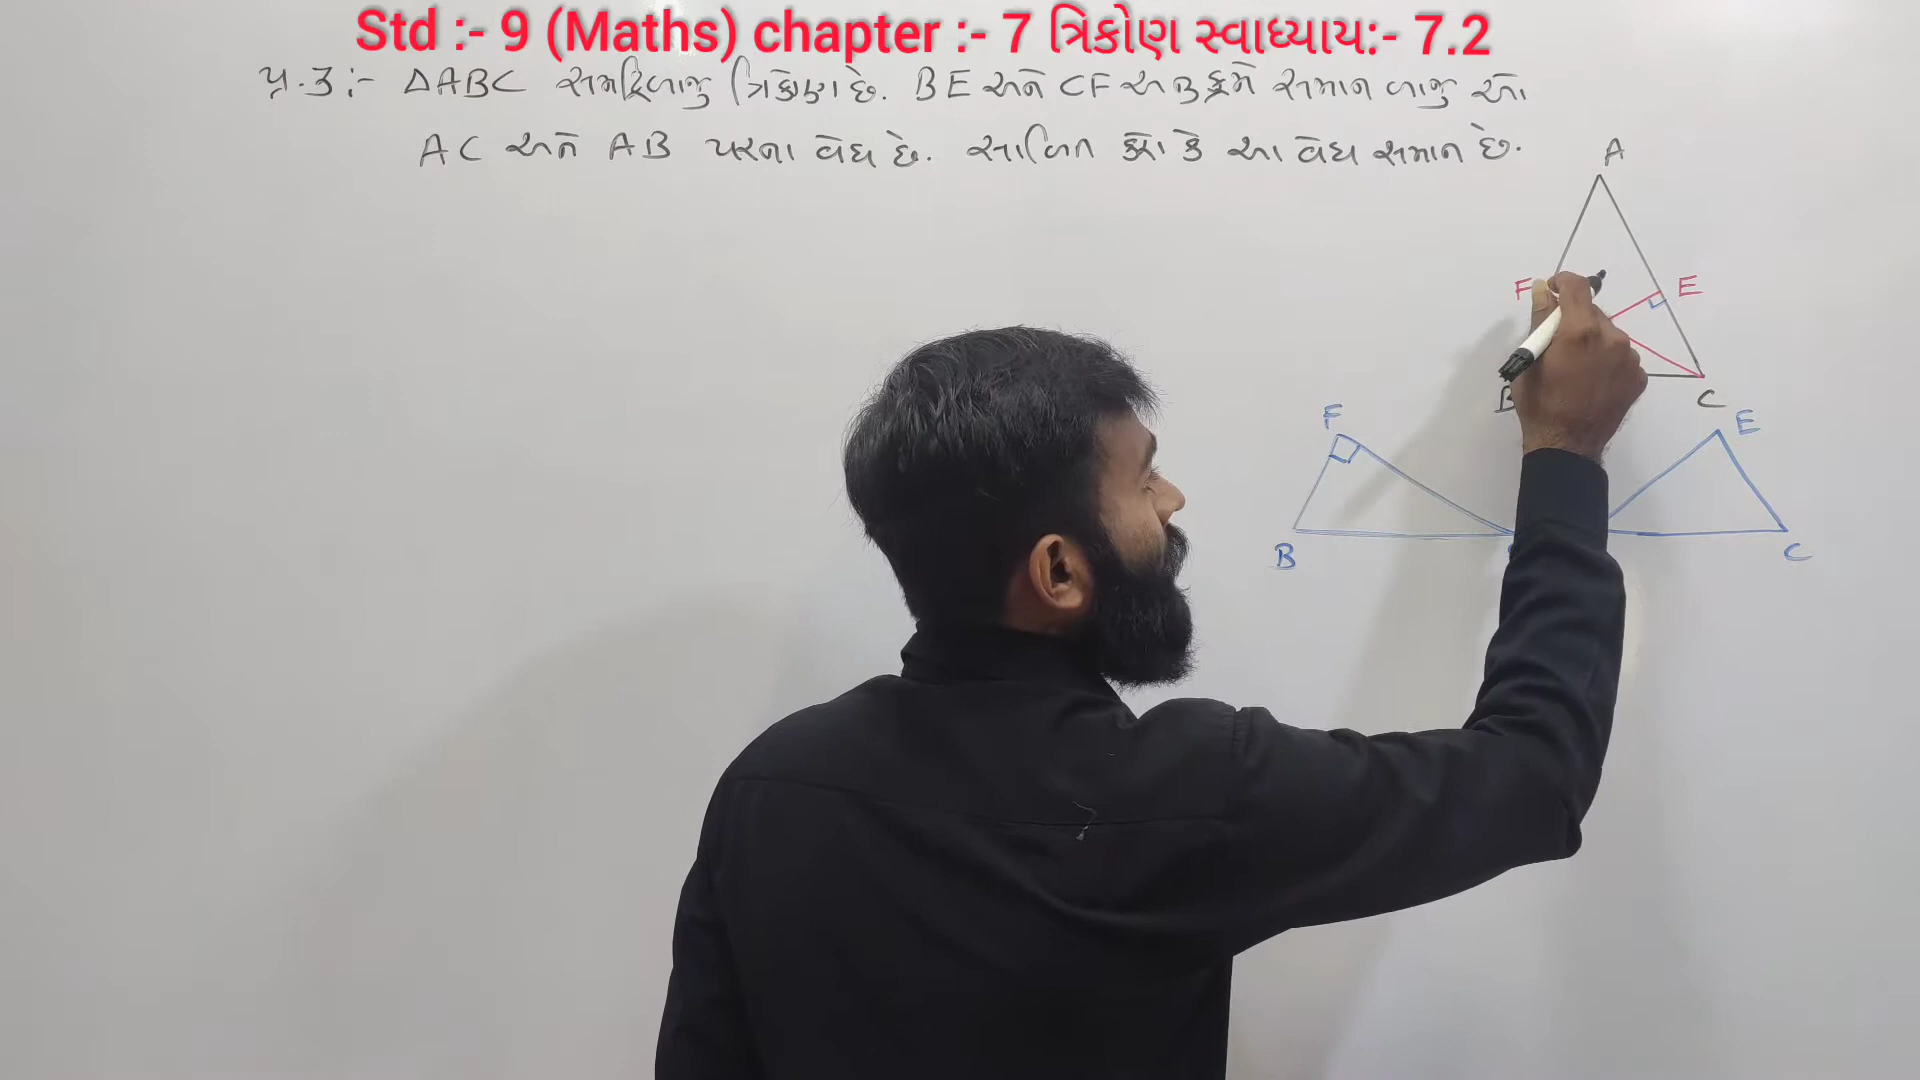 Std :- 9 (Maths) chapter :- 7 ત્રિકોણ સ્વાધ્યાય:- 7.2
પ્ર.૩ :- △ABC સમદ્વિબાજુ ત્રિકોણ છે. BE અને CF અનુક્રમે સમાન બાજુઓ
AC અને AB પરના વેધ છે. સાબિત કરો કે આ વેધ સમાન છે.
A
F E
B C
F E
B C